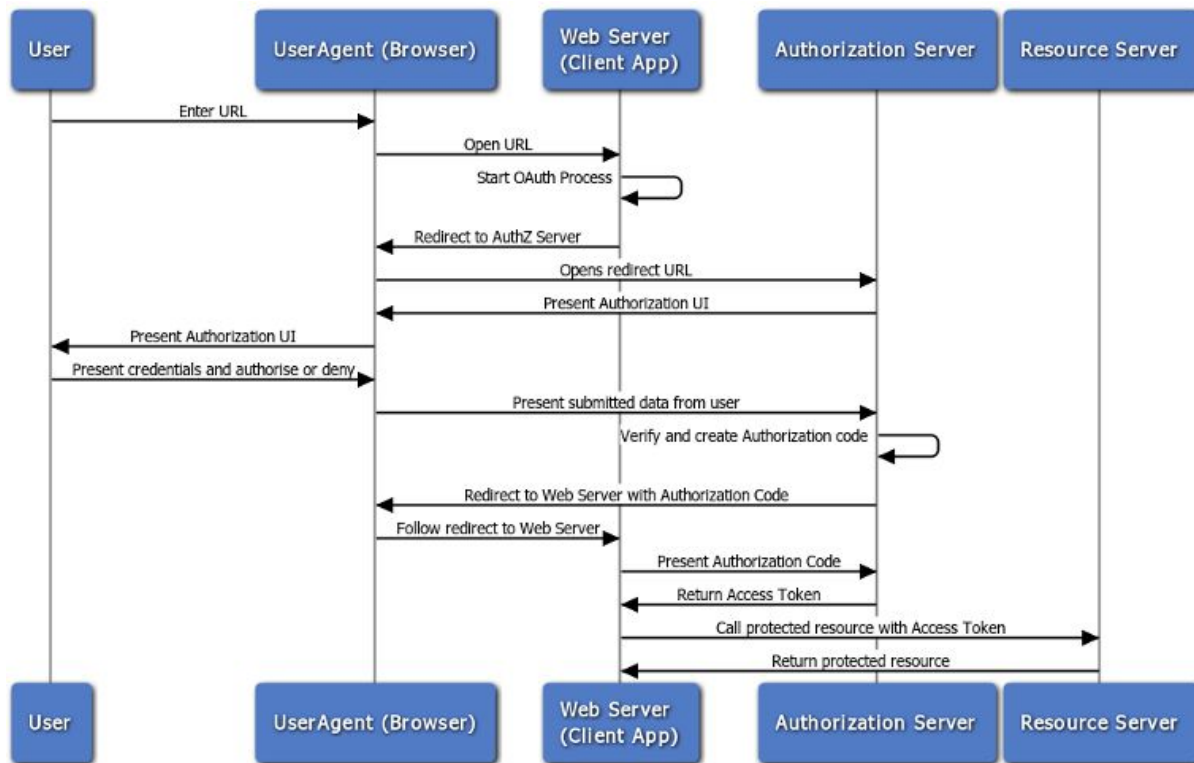 User
UserAgent (Browser)
Web Server
(Client App)
Authorization Server
Resource Server
Enter URL
Open URL
Start OAuth Process
Redirect to AuthZ Server
Opens redirect URL
Present Authorization UI
Present Authorization UI
Present credentials and authorise or deny
Present submitted data from user
Verify and create Authorization code
Redirect to Web Server with Authorization Code
Follow redirect to Web Server
Present Authorization Code
Return Access Token
Call protected resource with Access Token
Return protected resource
User
UserAgent (Browser)
Web Server
(Client App)
Authorization Server
Resource Server